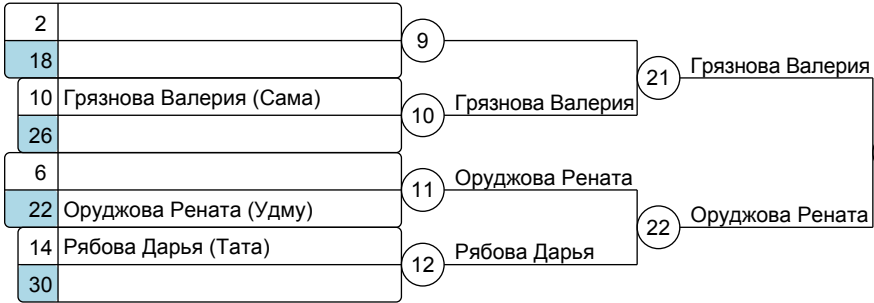 2
9
18
21
Грязнова Валерия
10 Грязнова Валерия (Сама)
10
Грязнова Валерия
26
6
11
Оруджова Рената
22 Оруджова Рената (Удму)
22
Оруджова Рената
14 Рябова Дарья (Тата)
12
Рябова Дарья
30